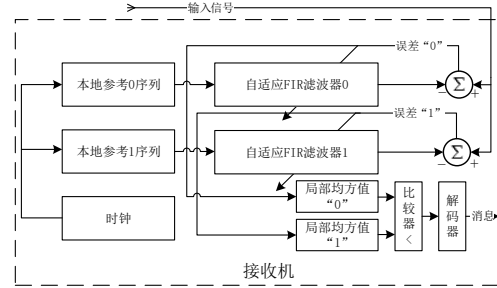 输入信号
误差“0”
本地参考0序列
自适应FIR滤波器0
Σ
− +
误差“1”
本地参考1序列
自适应FIR滤波器1
Σ
− +
时钟
局部均方值
“0”
局部均方值
“1”
比较器
<
解码器
消息
接收机